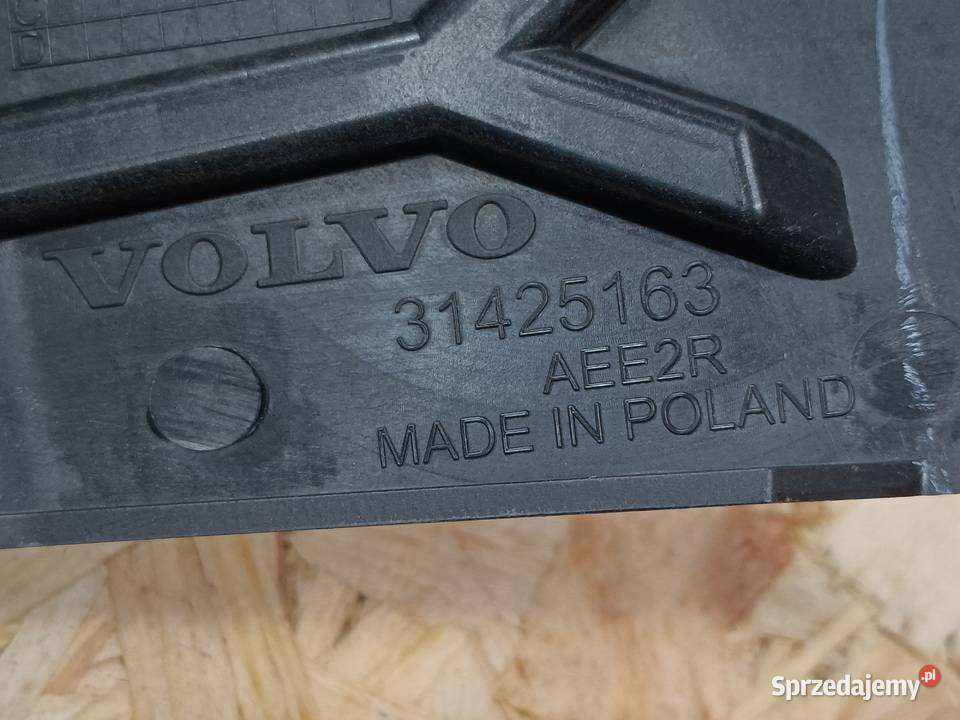 C
D
VOLVO
31425163
AEE2R
MADE IN POLAND
Sprzedajemy.pl